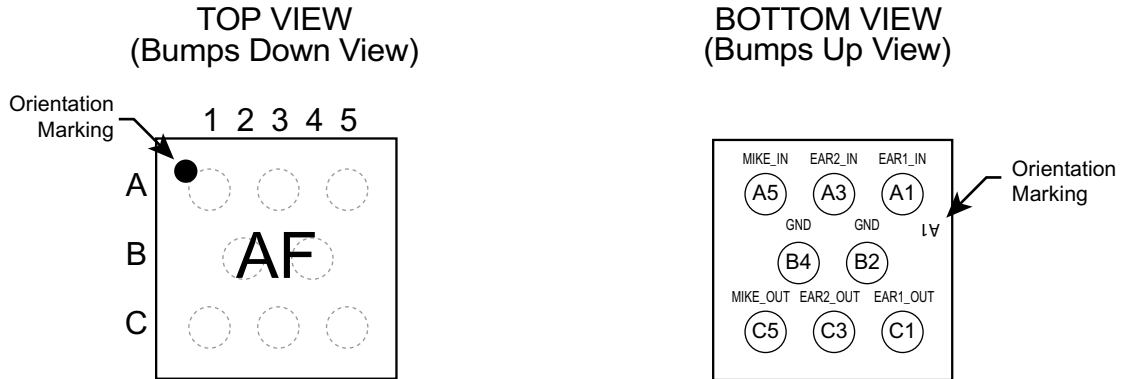 TOP VIEW
(Bumps Down View)
Orientation
Marking
1 2 3 4 5
A
B
C
AF
BOTTOM VIEW
(Bumps Up View)
MIKE_IN EAR2_IN EAR1_IN
A5 A3 A1
Orientation
Marking
A1
GND GND
B4 B2
MIKE_OUT EAR2_OUT EAR1_OUT
C5 C3 C1